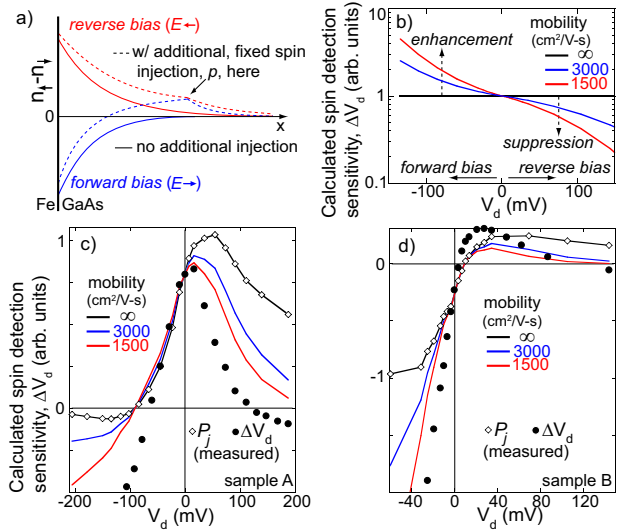 a)
reverse bias (E←)
w/ additional, fixed spin
injection, p, here
n↑-n↓
0
x
no additional injection
forward bias (E→)
Fe GaAs
b)
mobility
(cm²/V-s)
∞
3000
1500
enhancement
suppression
forward bias
reverse bias
10
1
0.1
-100
0
100
V_d (mV)
Calculated spin detection
sensitivity, ΔV_d (arb. units)
c)
mobility
(cm²/V-s)
∞
3000
1500
P_j
ΔV_d
(measured)
sample A
1
0
-200
-100
0
100
200
V_d (mV)
Calculated spin detection
sensitivity, ΔV_d (arb. units)
d)
mobility
(cm²/V-s)
∞
3000
1500
P_j
ΔV_d
(measured)
sample B
0
-1
-40
0
40
80
120
V_d (mV)